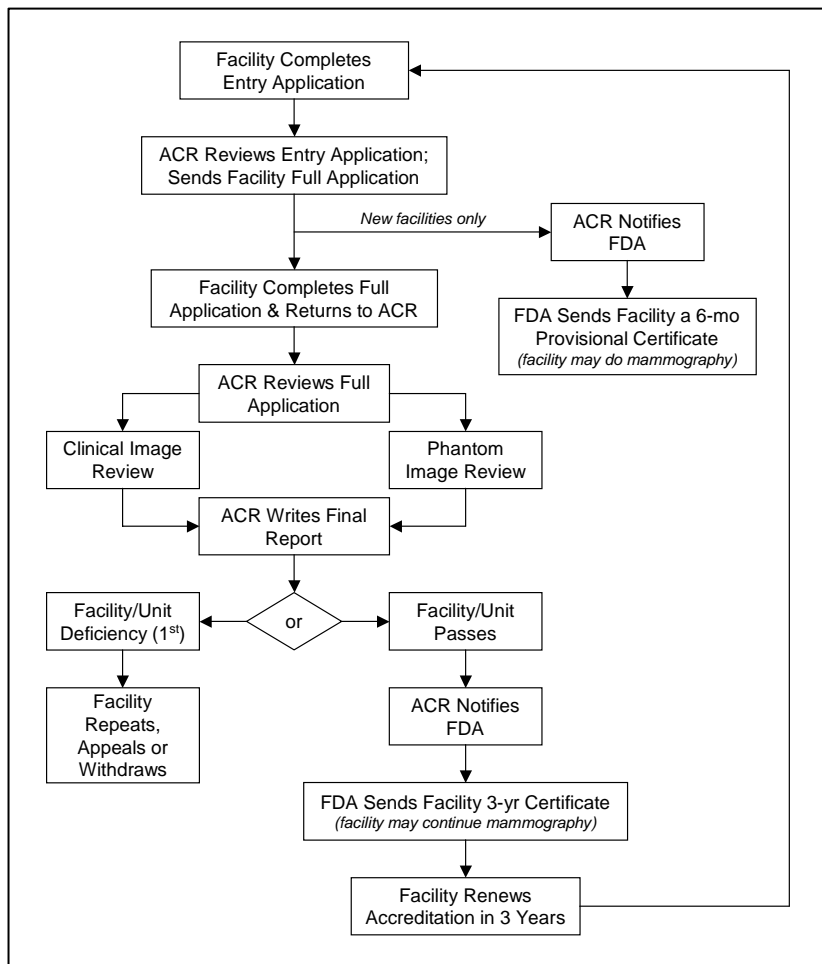 Facility Completes
Entry Application
ACR Reviews Entry Application;
Sends Facility Full Application
New facilities only
ACR Notifies
FDA
Facility Completes Full
Application & Returns to ACR
FDA Sends Facility a 6-mo
Provisional Certificate
(facility may do mammography)
ACR Reviews Full
Application
Clinical Image
Review
Phantom
Image Review
ACR Writes Final
Report
Facility/Unit
Deficiency (1st)
or
Facility/Unit
Passes
Facility
Repeats,
Appeals or
Withdraws
ACR Notifies
FDA
FDA Sends Facility 3-yr Certificate
(facility may continue mammography)
Facility Renews
Accreditation in 3 Years